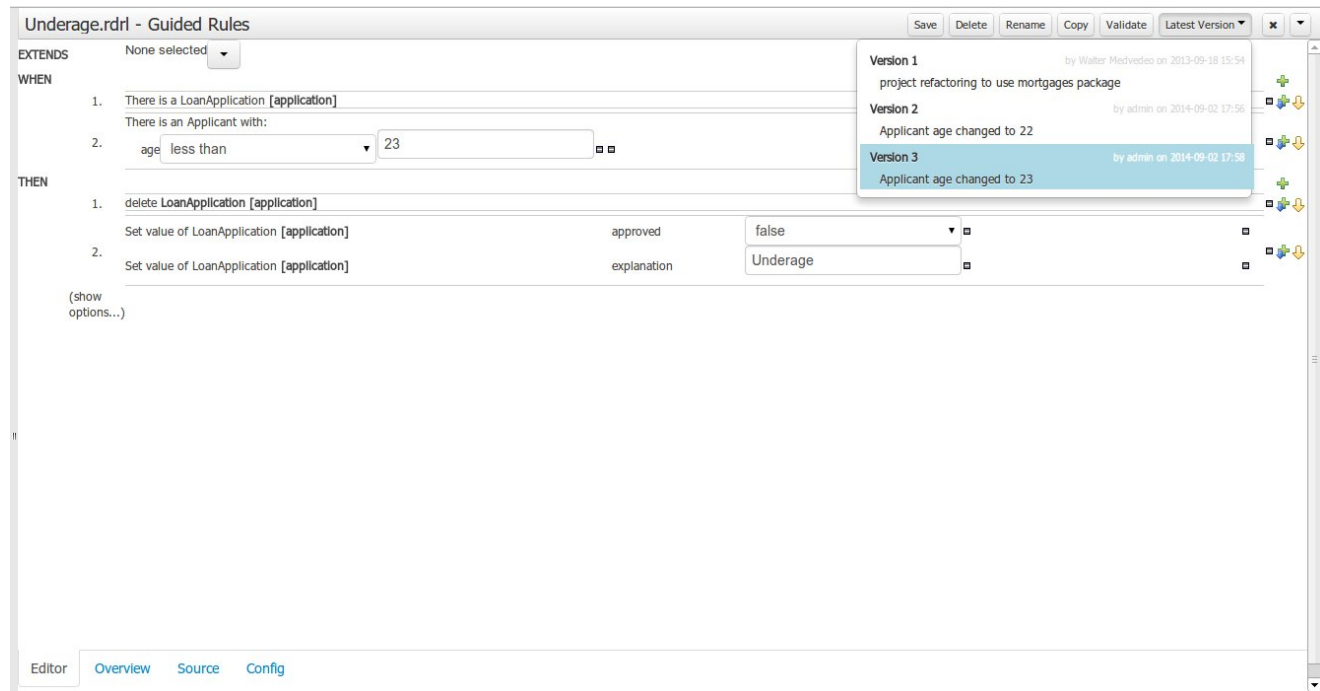 Underage.rdrl - Guided Rules
Save Delete Rename Copy Validate Latest Version
EXTENDS None selected
WHEN
1. There is a LoanApplication [application]
There is an Applicant with:
2. age less than 23
THEN
1. delete LoanApplication [application]
Set value of LoanApplication [application] approved false
2.
Set value of LoanApplication [application] explanation Underage
(show
options...)
Version 1 by Walter Medvedeo on 2013-09-18 15:54
project refactoring to use mortgages package
Version 2 by admin on 2014-09-02 17:56
Applicant age changed to 22
Version 3 by admin on 2014-09-02 17:58
Applicant age changed to 23
Editor Overview Source Config